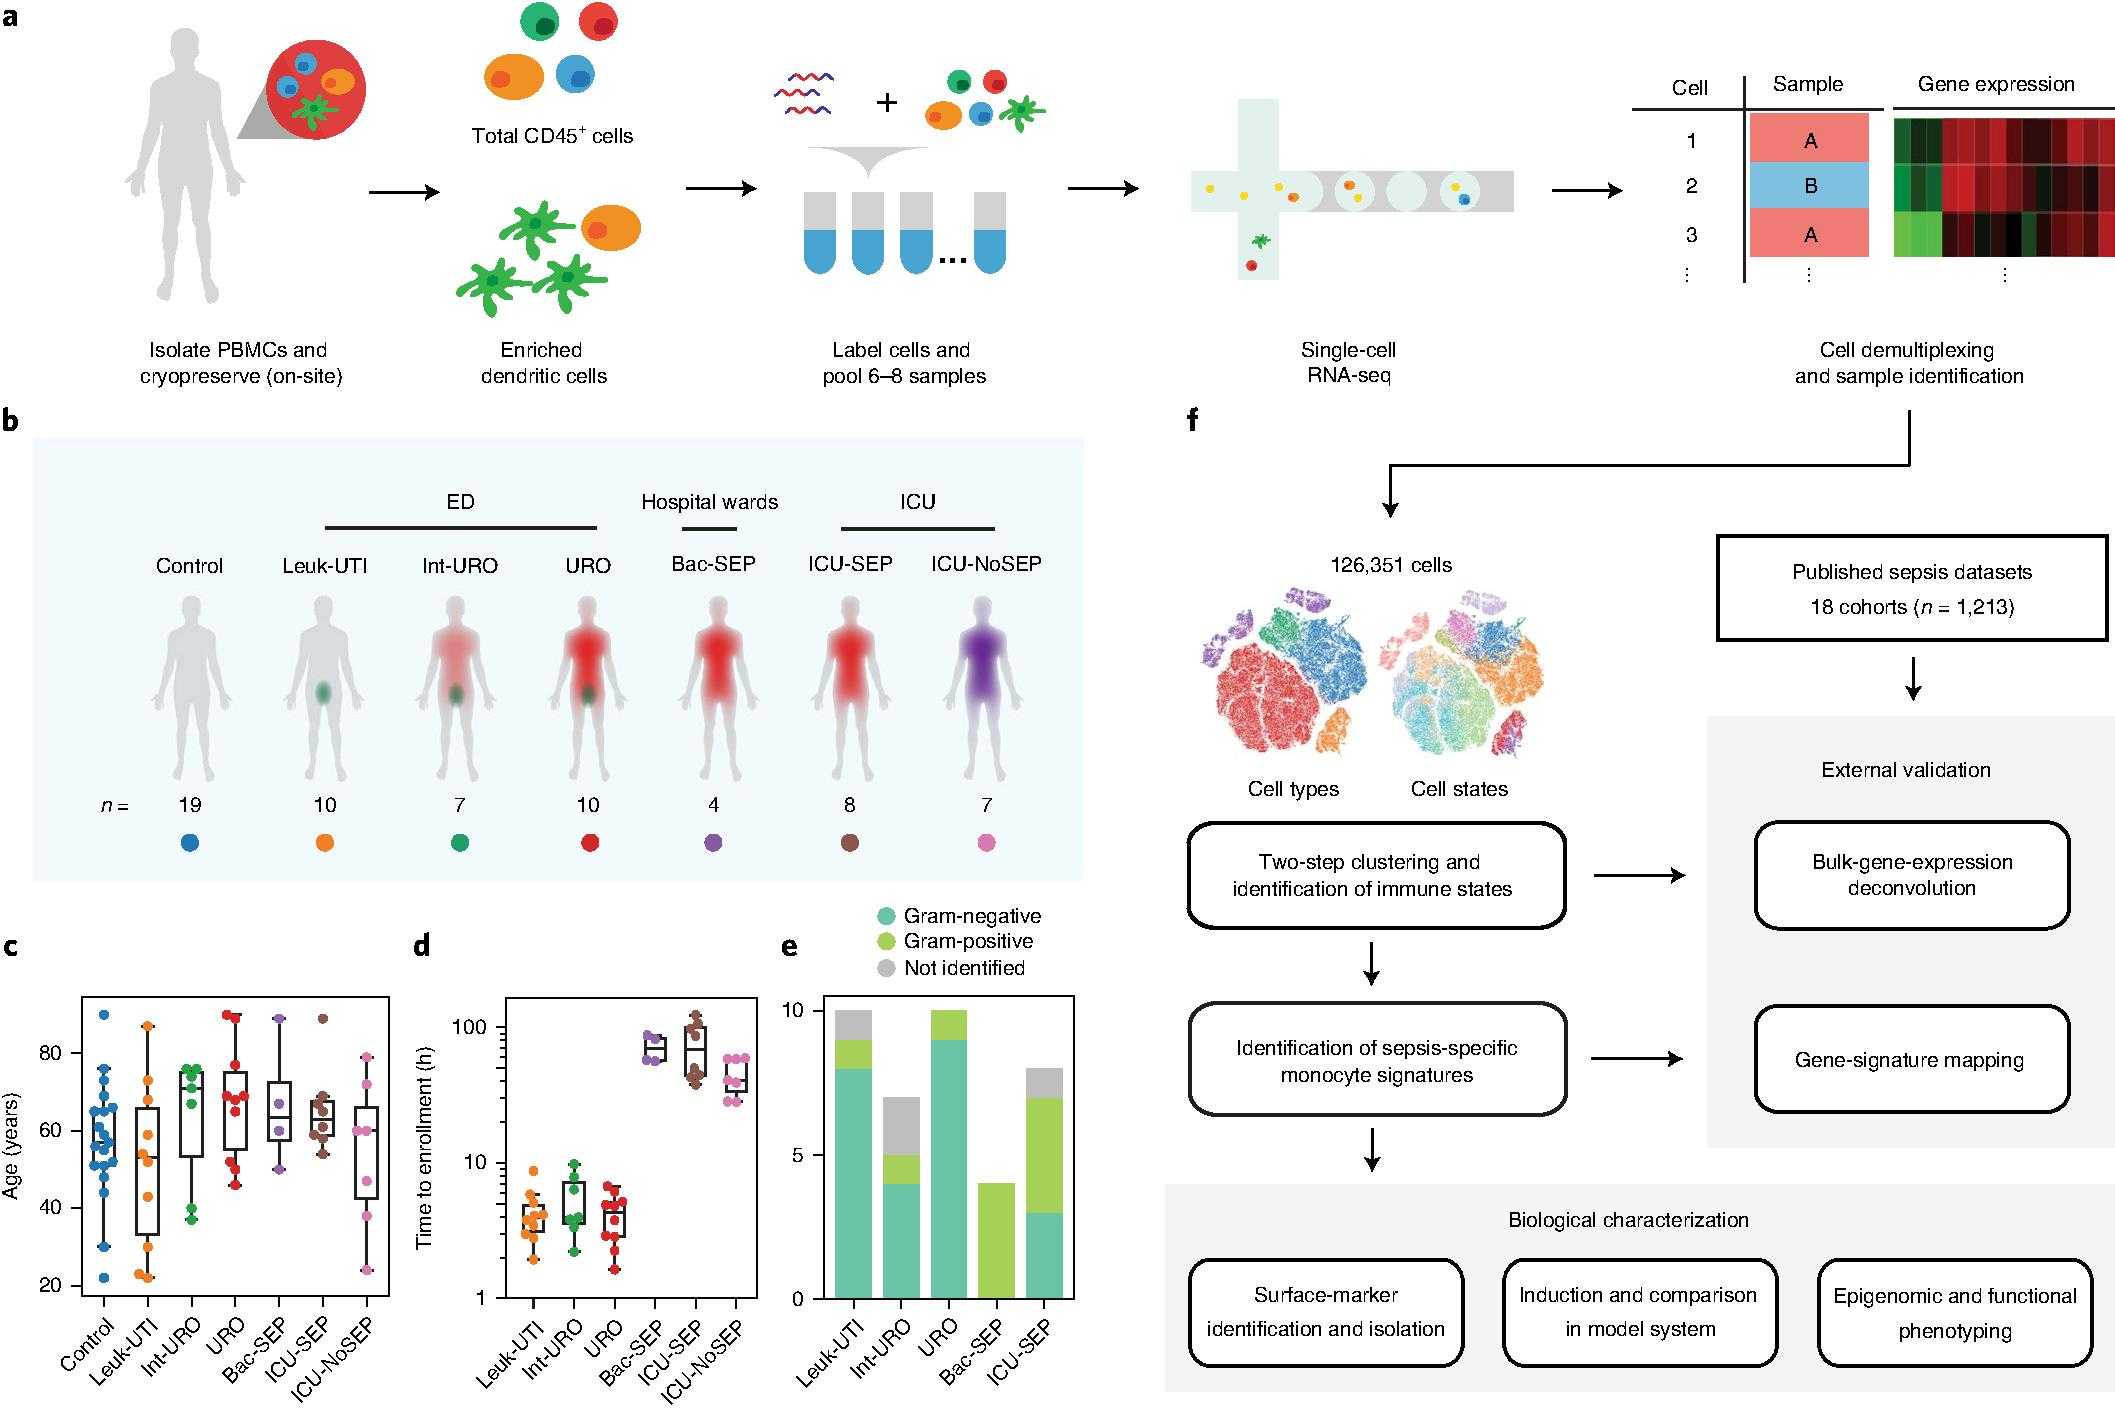 a
Total CD45+ cells
+
...
Cell
Sample
Gene expression
1
A
2
B
3
A
⋮
⋮
⋮
Isolate PBMCs and
cryopreserve (on-site)
Enriched
dendritic cells
Label cells and
pool 6–8 samples
Single-cell
RNA-seq
Cell demultiplexing
and sample identification
b
ED
Hospital wards
ICU
Control
Leuk-UTI
Int-URO
URO
Bac-SEP
ICU-SEP
ICU-NoSEP
n =
19
10
7
10
4
8
7
c
Age (years)
80
60
40
20
Control
Leuk-UTI
Int-URO
URO
Bac-SEP
ICU-SEP
ICU-NoSEP
d
Time to enrollment (h)
100
10
1
Leuk-UTI
Int-URO
URO
Bac-SEP
ICU-SEP
ICU-NoSEP
e
Gram-negative
Gram-positive
Not identified
10
5
0
Leuk-UTI
Int-URO
URO
Bac-SEP
ICU-SEP
f
126,351 cells
Cell types
Cell states
Published sepsis datasets
18 cohorts (n = 1,213)
Two-step clustering and
identification of immune states
External validation
Bulk-gene-expression
deconvolution
Identification of sepsis-specific
monocyte signatures
Gene-signature mapping
Biological characterization
Surface-marker
identification and isolation
Induction and comparison
in model system
Epigenomic and functional
phenotyping